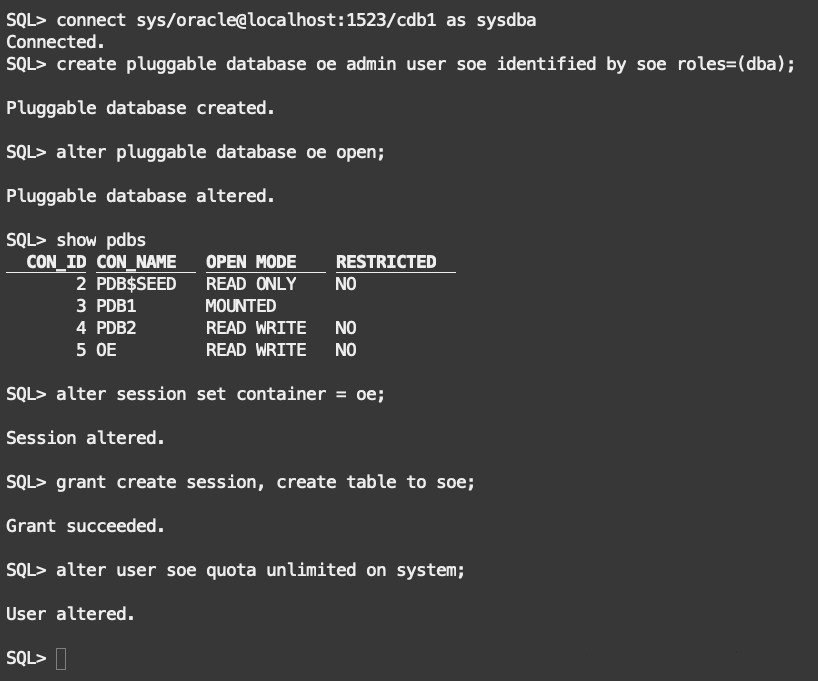 SQL> connect sys/oracle@localhost:1523/cdb1 as sysdba
Connected.
SQL> create pluggable database oe admin user soe identified by soe roles=(dba);
Pluggable database created.
SQL> alter pluggable database oe open;
Pluggable database altered.
SQL> show pdbs
CON_ID CON_NAME OPEN MODE RESTRICTED
2 PDB$SEED READ ONLY NO
3 PDB1 MOUNTED
4 PDB2 READ WRITE NO
5 OE READ WRITE NO
SQL> alter session set container = oe;
Session altered.
SQL> grant create session, create table to soe;
Grant succeeded.
SQL> alter user soe quota unlimited on system;
User altered.
SQL>